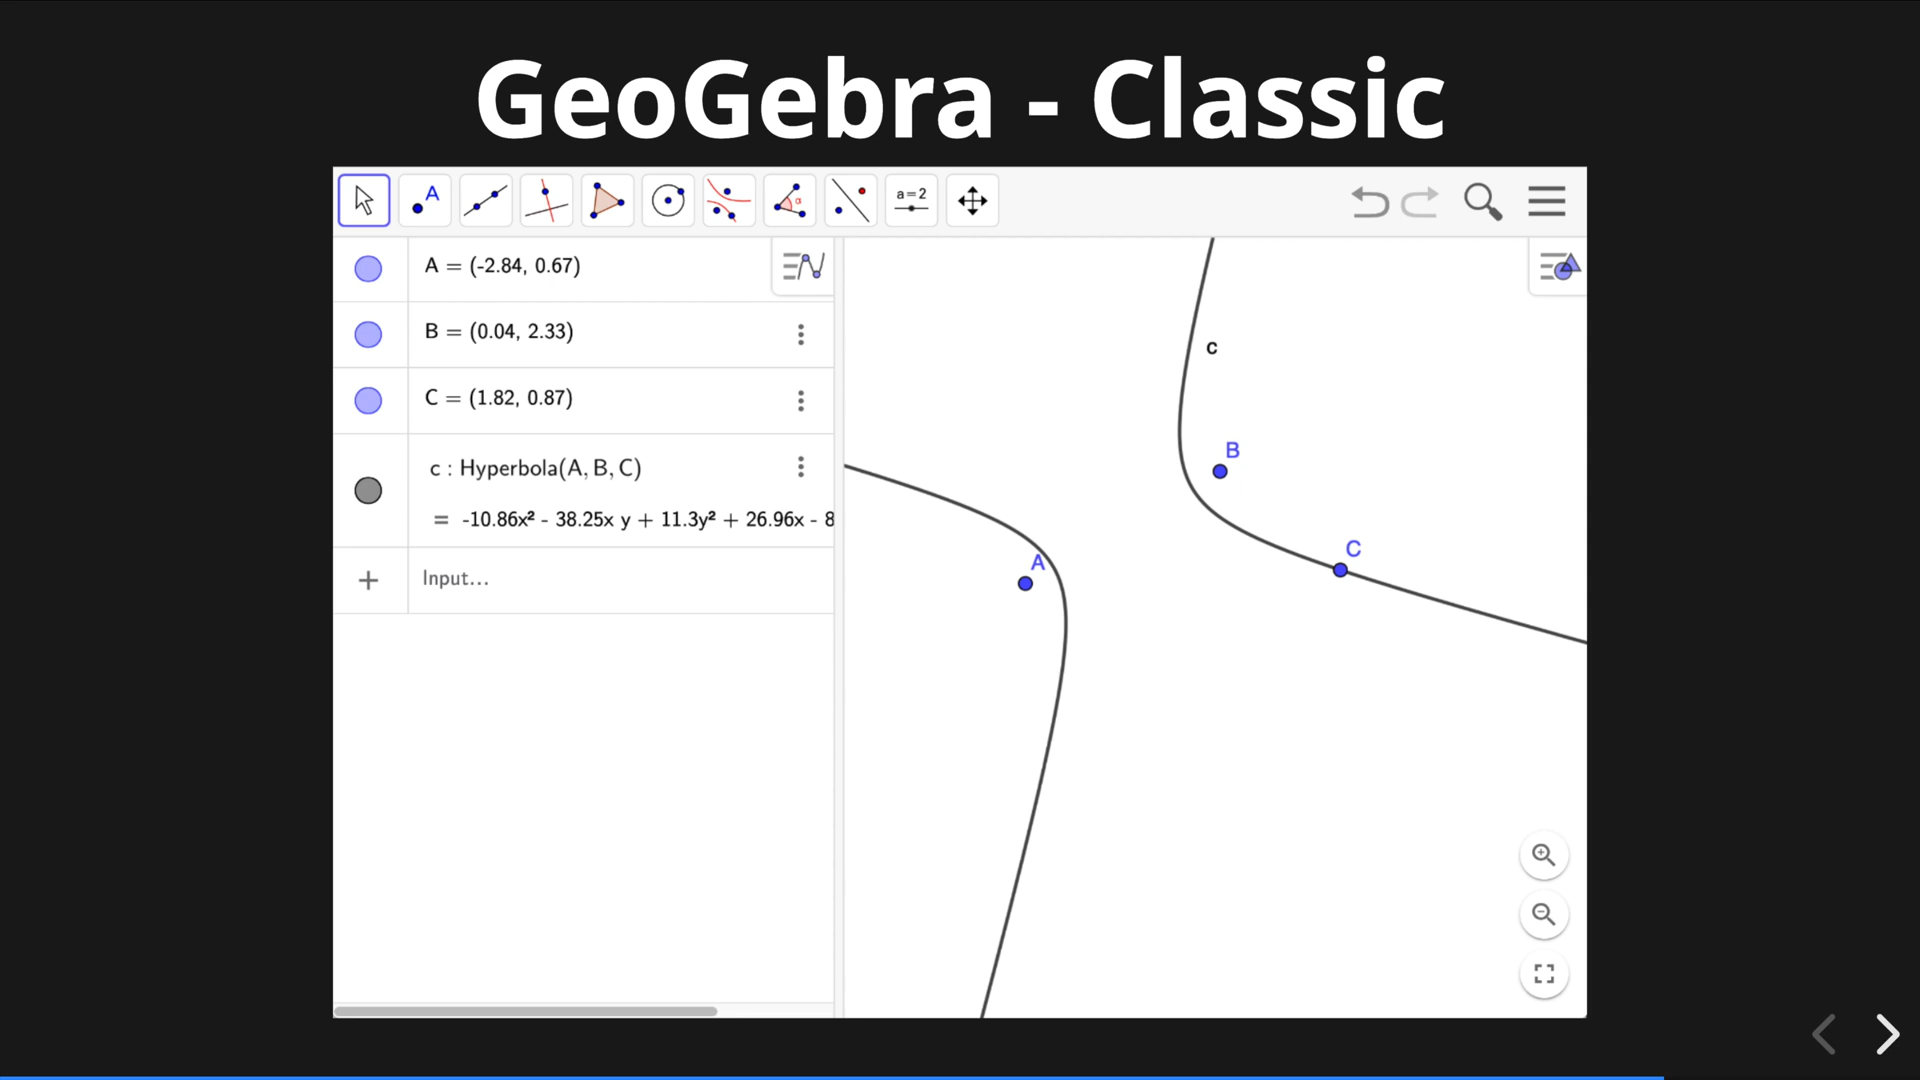 GeoGebra - Classic
A
α
a=2
A = (-2.84, 0.67)
B = (0.04, 2.33)
C = (1.82, 0.87)
c : Hyperbola(A, B, C)
= -10.86x² - 38.25x y + 11.3y² + 26.96x - 8
+ Input...
c
B
C
A